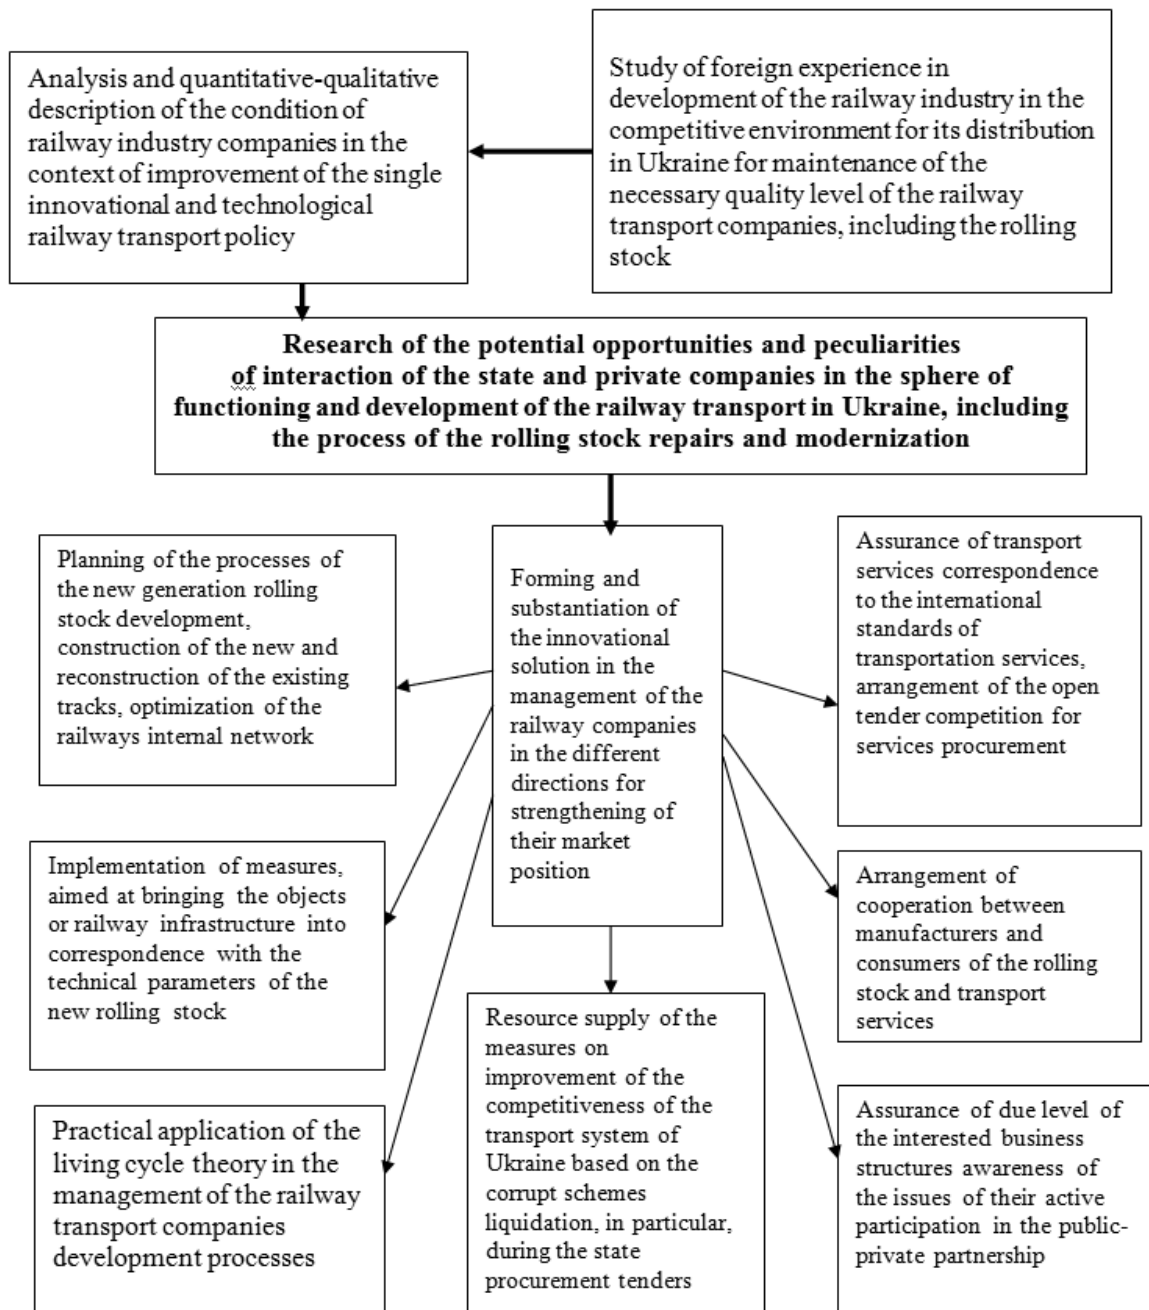 Analysis and quantitative-qualitative
description of the condition of
railway industry companies in the
context of improvement of the single
innovational and technological
railway transport policy
Study of foreign experience in
development of the railway industry in the
competitive environment for its distribution
in Ukraine for maintenance of the
necessary quality level of the railway
transport companies, including the rolling
stock
Research of the potential opportunities and peculiarities
of interaction of the state and private companies in the sphere of
functioning and development of the railway transport in Ukraine, including
the process of the rolling stock repairs and modernization
Planning of the processes of
the new generation rolling
stock development,
construction of the new and
reconstruction of the existing
tracks, optimization of the
railways internal network
Forming and
substantiation of
the innovational
solution in the
management of the
railway companies
in the different
directions for
strengthening of
their market
position
Assurance of transport
services correspondence
to the international
standards of
transportation services,
arrangement of the open
tender competition for
services procurement
Implementation of measures,
aimed at bringing the objects
or railway infrastructure into
correspondence with the
technical parameters of the
new rolling stock
Arrangement of
cooperation between
manufacturers and
consumers of the rolling
stock and transport
services
Practical application of the
living cycle theory in the
management of the railway
transport companies
development processes
Resource supply of the
measures on
improvement of the
competitiveness of the
transport system of
Ukraine based on the
corrupt schemes
liquidation, in particular,
during the state
procurement tenders
Assurance of due level of
the interested business
structures awareness of
the issues of their active
participation in the public-
private partnership